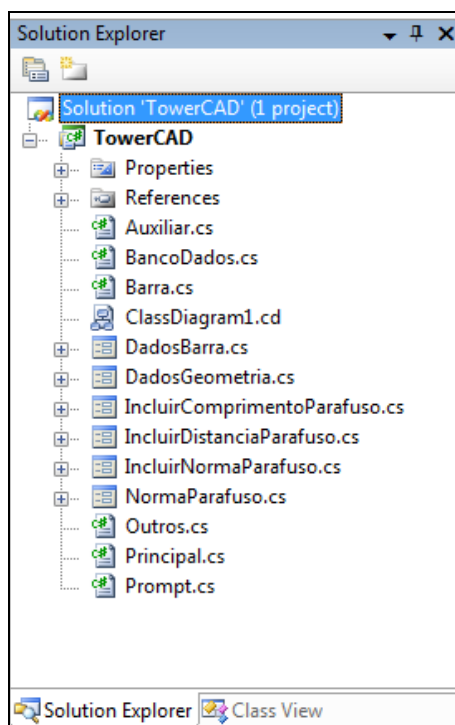 Solution Explorer
Solution 'TowerCAD' (1 project)
TowerCAD
Properties
References
Auxiliar.cs
BancoDados.cs
Barra.cs
ClassDiagram1.cd
DadosBarra.cs
DadosGeometria.cs
IncluirComprimentoParafuso.cs
IncluirDistanciaParafuso.cs
IncluirNormaParafuso.cs
NormaParafuso.cs
Outros.cs
Principal.cs
Prompt.cs
Solution Explorer Class View